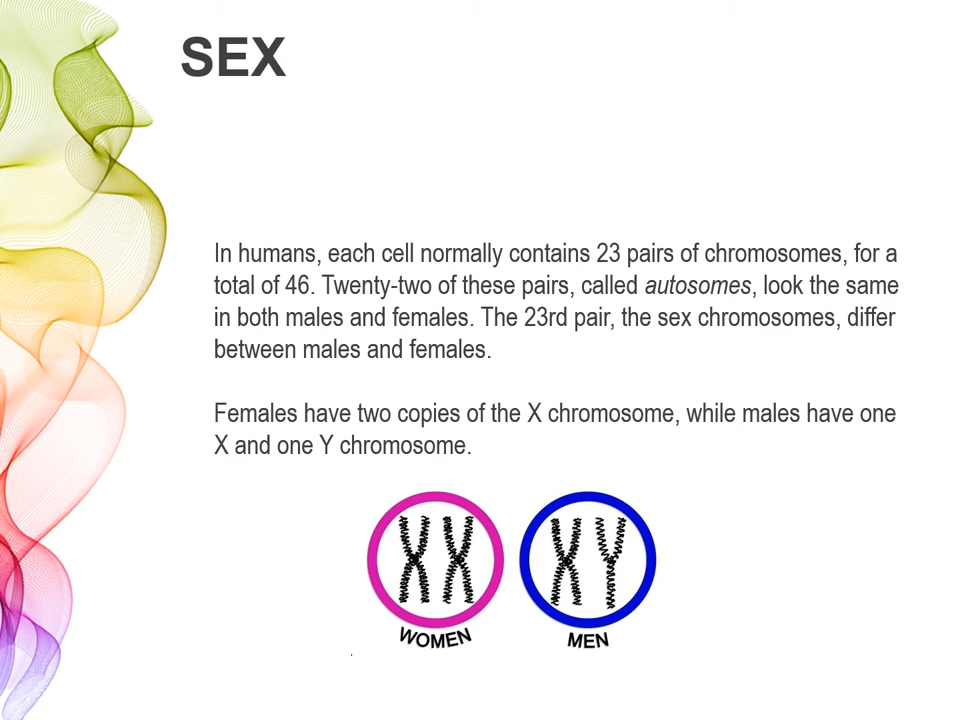 SEX
In humans, each cell normally contains 23 pairs of chromosomes, for a
total of 46. Twenty-two of these pairs, called autosomes, look the same
in both males and females. The 23rd pair, the sex chromosomes, differ
between males and females.
Females have two copies of the X chromosome, while males have one
X and one Y chromosome.
XX XY
WOMEN MEN